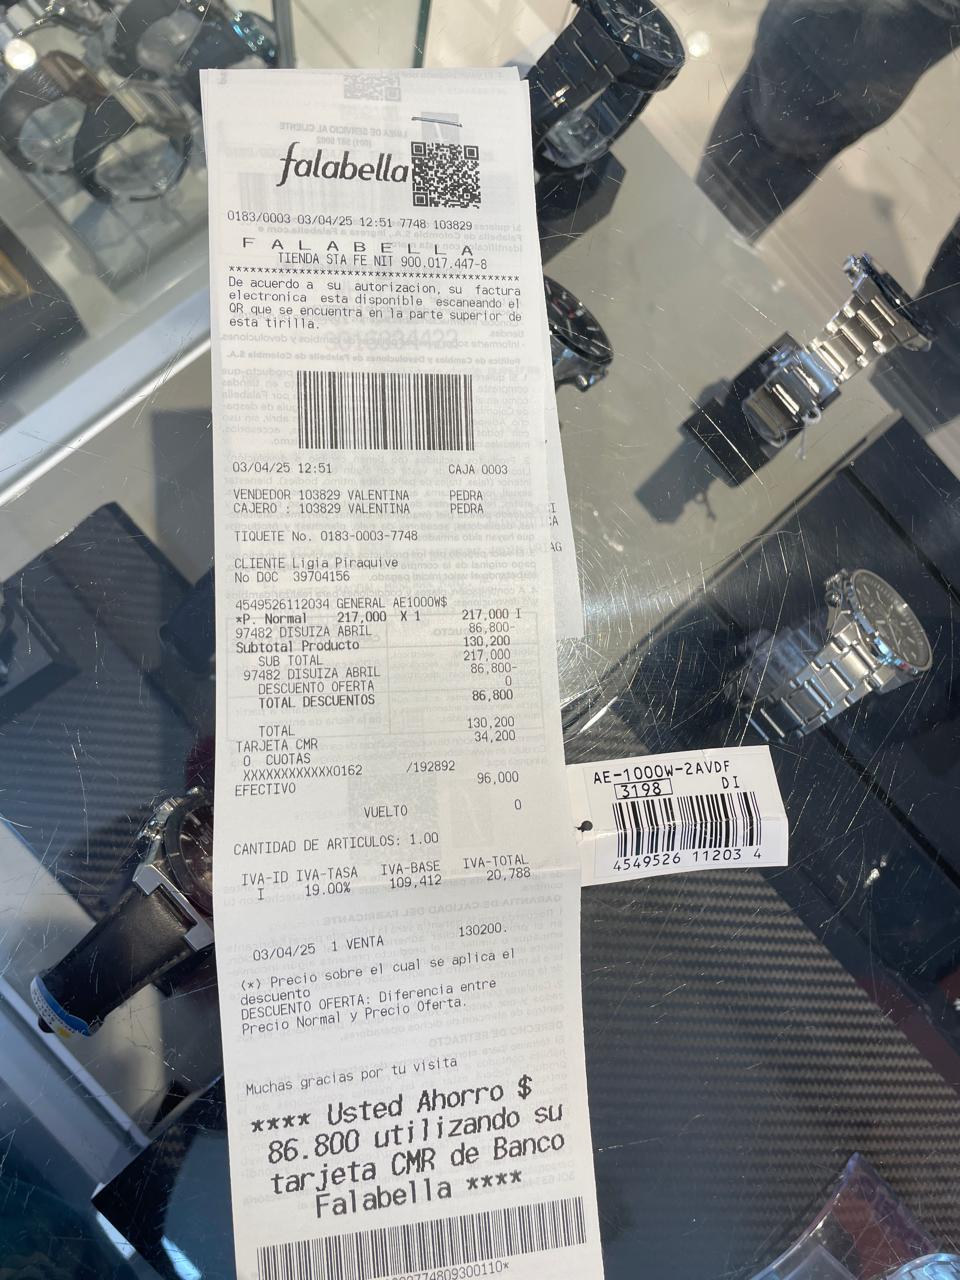 falabella
0183/0003 03/04/25 12:51 7748 103829
F A L A B E L L A
TIENDA STA FE NIT 900.017.447-8
****************************************************
De acuerdo a su autorizacion, su factura
electronica esta disponible escaneando el
QR que se encuentra en la parte superior de
esta tirilla.
03/04/25 12:51 CAJA 0003
VENDEDOR 103829 VALENTINA PEDRA
CAJERO : 103829 VALENTINA PEDRA
TIQUETE No. 0183-0003-7748
CLIENTE Ligia Piraquive
No DOC 39704156
4549526112034 GENERAL AE1000W$
*P. Normal 217,000 X 1 217,000 I
97482 DISUIZA ABRIL 86,800-
Subtotal Producto 130,200
SUB TOTAL 217,000
97482 DISUIZA ABRIL 86,800-
DESCUENTO OFERTA 0
TOTAL DESCUENTOS 86,800
TOTAL 130,200
TARJETA CMR 34,200
0 CUOTAS
XXXXXXXXXXXX0162 /192892
EFECTIVO 96,000
VUELTO 0
CANTIDAD DE ARTICULOS: 1.00
IVA-ID IVA-TASA IVA-BASE IVA-TOTAL
I 19.00% 109,412 20,788
03/04/25 1 VENTA 130200.
(*) Precio sobre el cual se aplica el
descuento
DESCUENTO OFERTA: Diferencia entre
Precio Normal y Precio Oferta.
Muchas gracias por tu visita
**** Usted Ahorro $
86.800 utilizando su
tarjeta CMR de Banco
Falabella ****
AE-1000W-2AVDF
3198 DI
4549526 11203 4